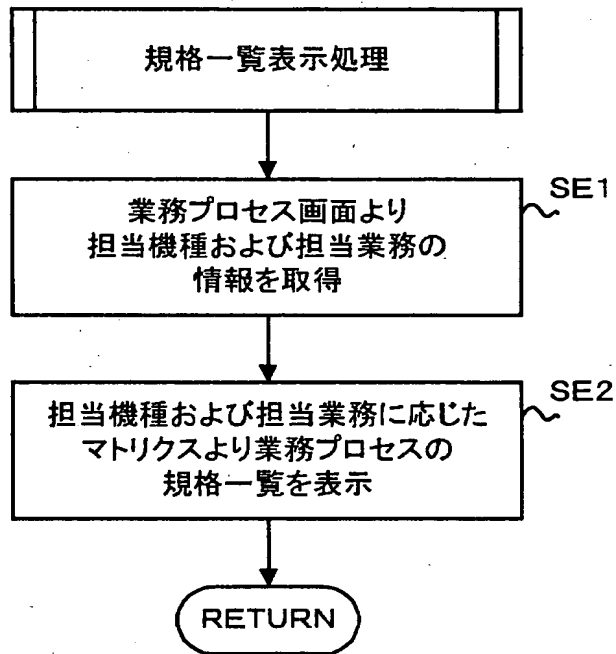 規格一覧表示処理
SE1
業務プロセス画面より
担当機種および担当業務の
情報を取得
SE2
担当機種および担当業務に応じた
マトリクスより業務プロセスの
規格一覧を表示
RETURN